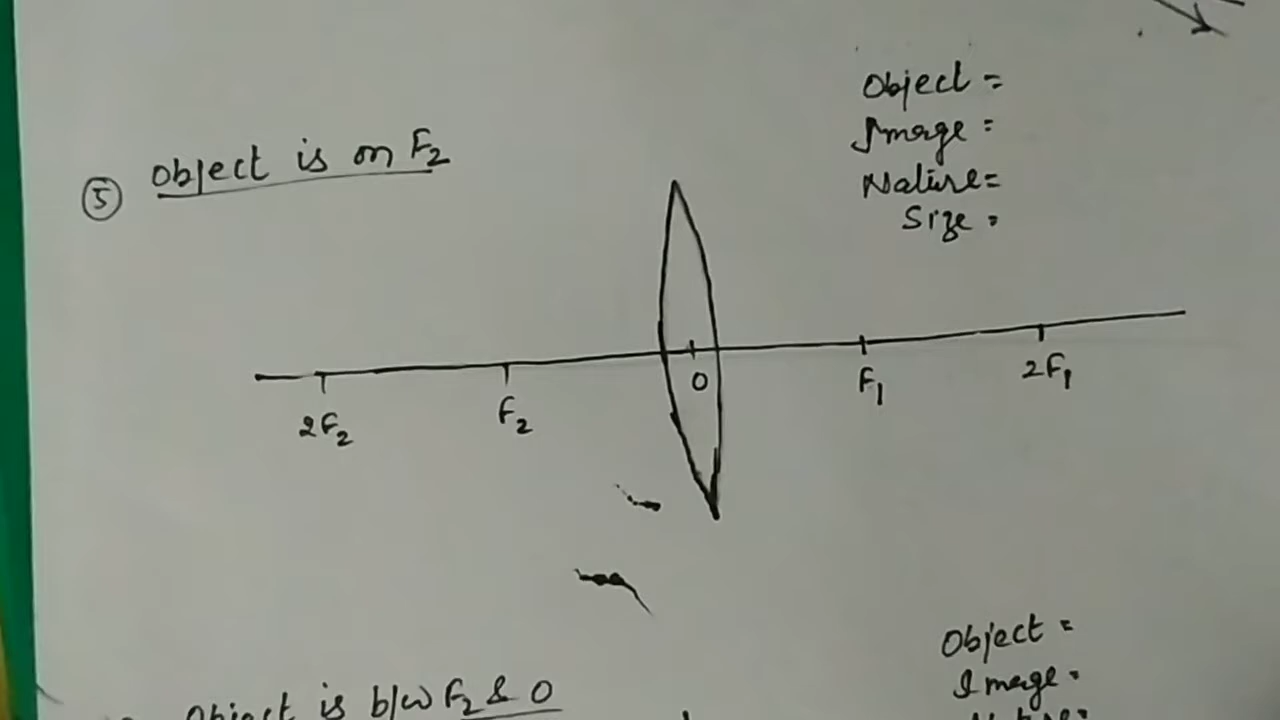 Object =
Image =
Nature =
Size =
⑤ Object is on F₂
2F₂
F₂
O
F₁
2F₁
Object =
Image =
Object is b/w F₂ & O